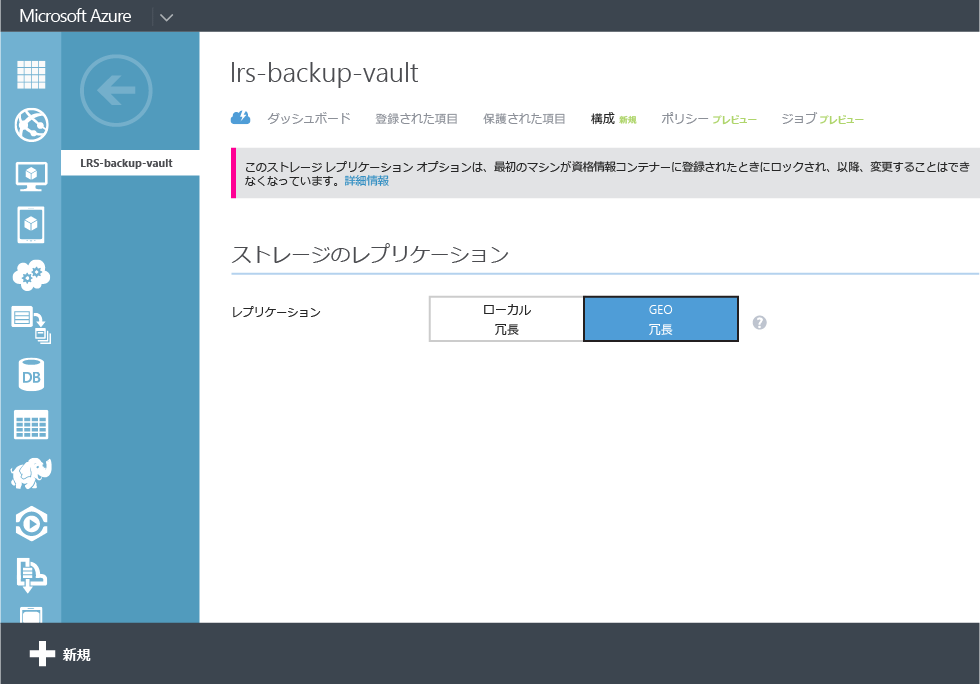 Microsoft Azure
LRS-backup-vault
lrs-backup-vault
ダッシュボード 登録された項目 保護された項目 構成 新規 ポリシー プレビュー ジョブ プレビュー
このストレージ レプリケーション オプションは、最初のマシンが資格情報コンテナーに登録されたときにロックされ、以降、変更することはでき
なくなっています。詳細情報
ストレージのレプリケーション
レプリケーション
ローカル
冗長
GEO
冗長
?
DB
新規